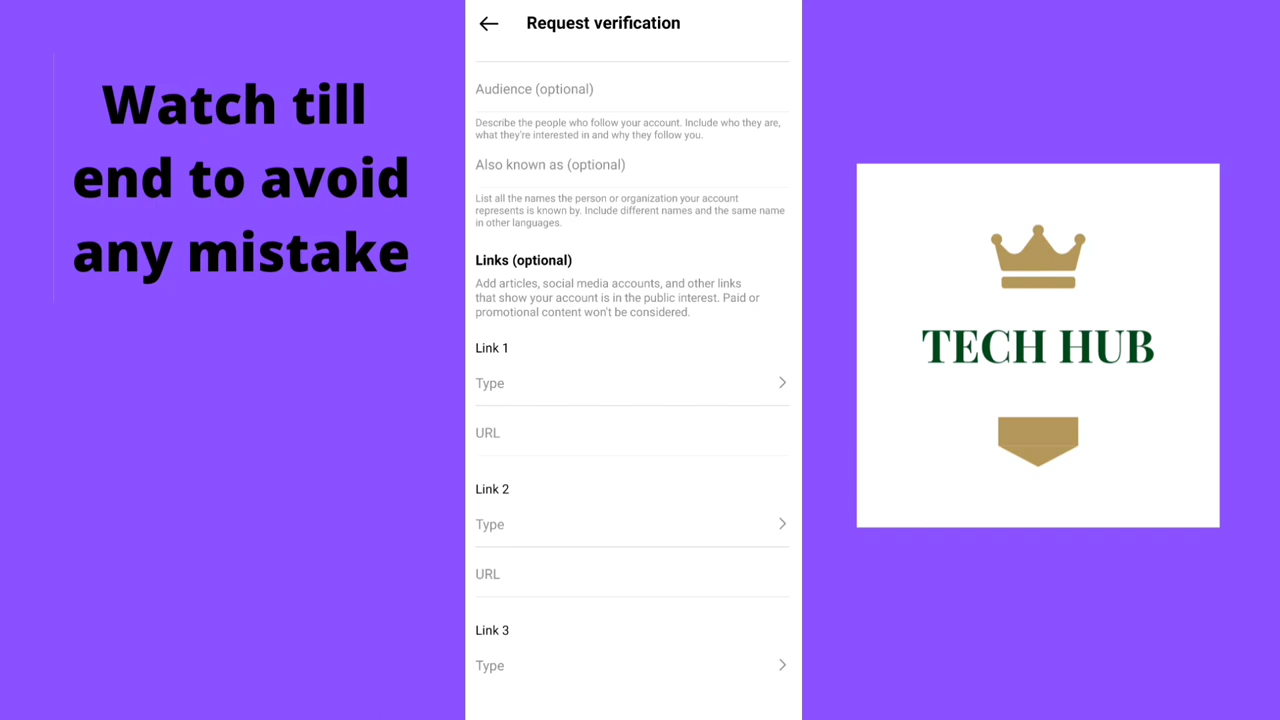 Watch till
end to avoid
any mistake
Request verification
Audience (optional)
Describe the people who follow your account. Include who they are,
what they're interested in and why they follow you.
Also known as (optional)
List all the names the person or organization your account
represents is known by. Include different names and the same name
in other languages.
Links (optional)
Add articles, social media accounts, and other links
that show your account is in the public interest. Paid or
promotional content won't be considered.
Link 1
Type
URL
Link 2
Type
URL
Link 3
Type
TECH HUB